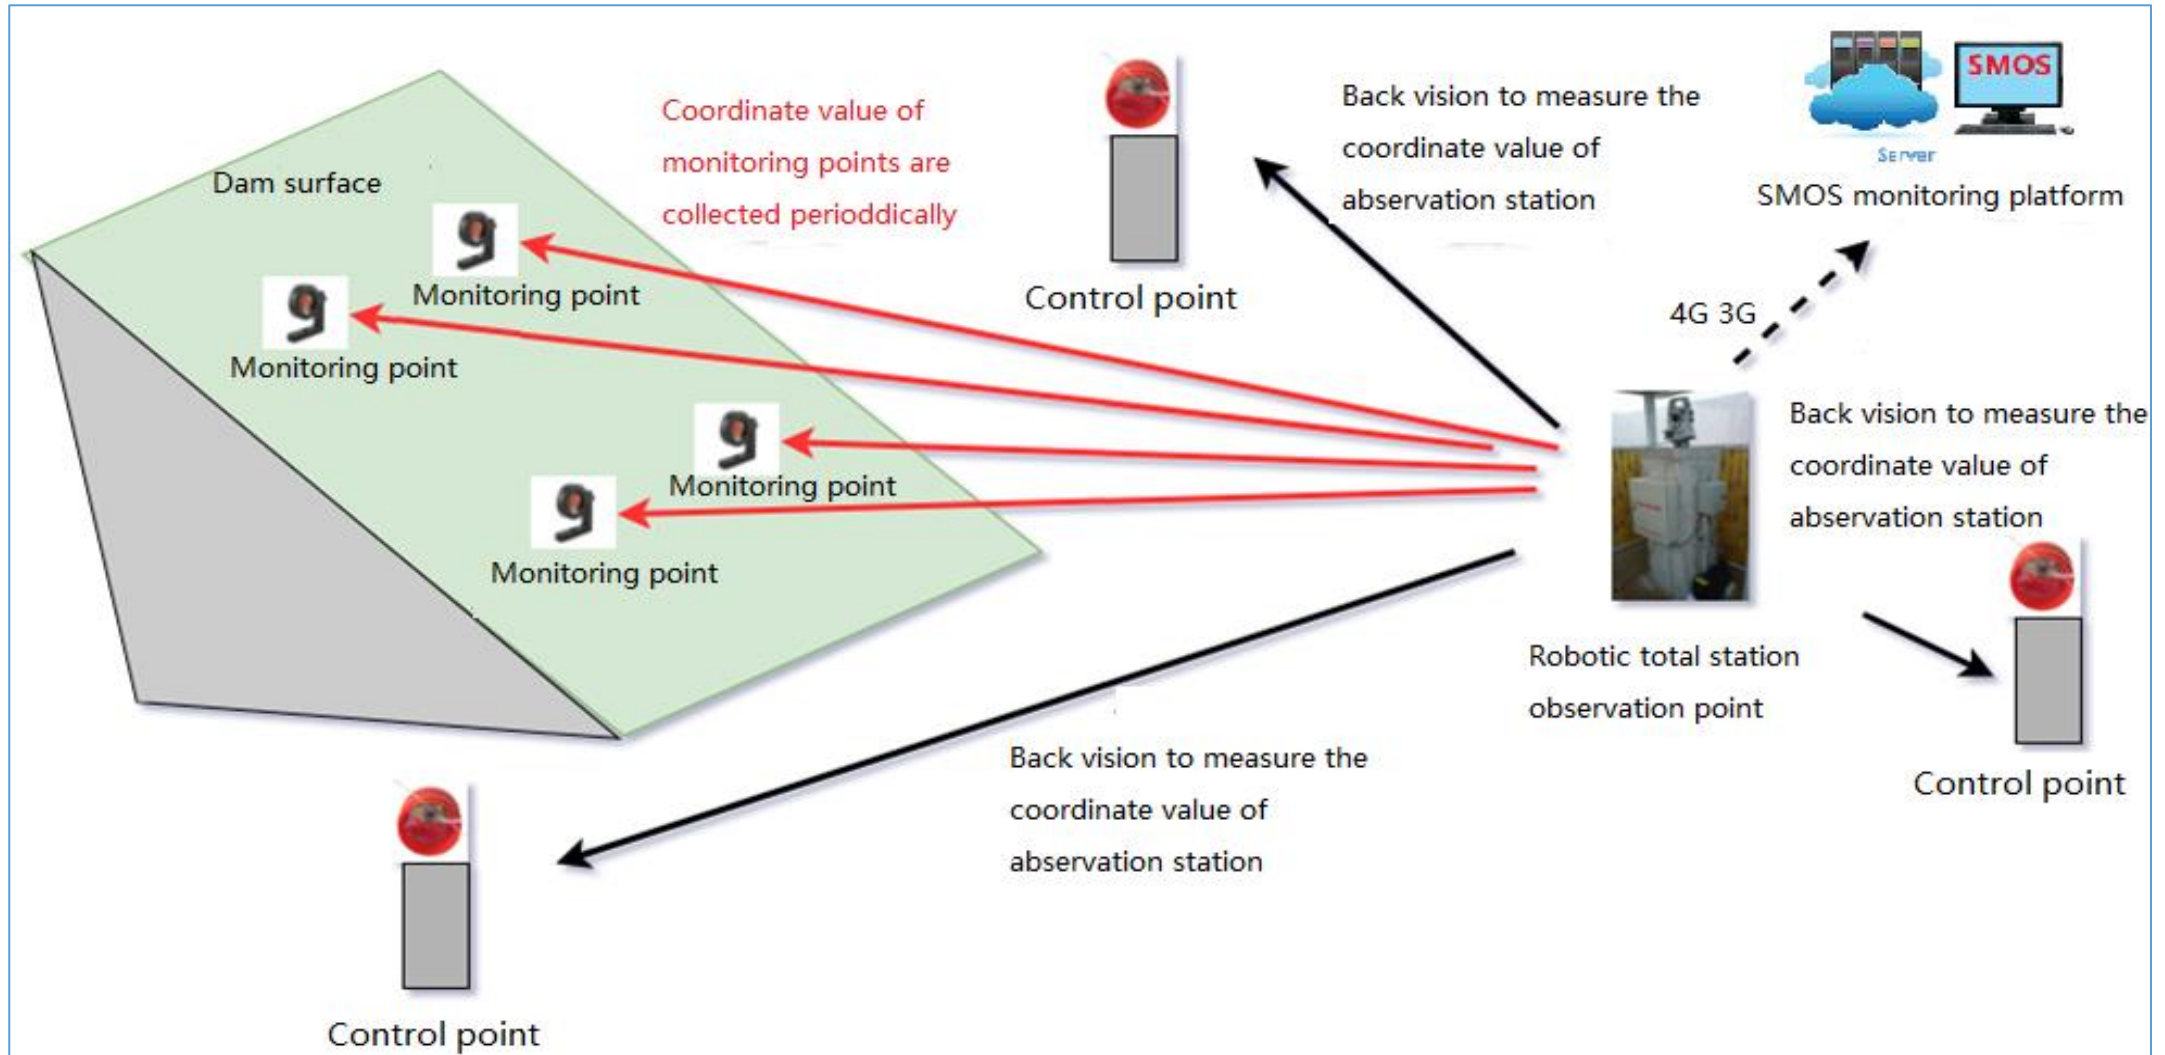 SMOS
Server
SMOS monitoring platform
Coordinate value of
monitoring points are
collected perioddically
Back vision to measure the
coordinate value of
abservation station
Dam surface
Monitoring point
Control point
4G 3G
Monitoring point
Back vision to measure the
coordinate value of
abservation station
Monitoring point
Monitoring point
Robotic total station
observation point
Back vision to measure the
coordinate value of
abservation station
Control point
Control point